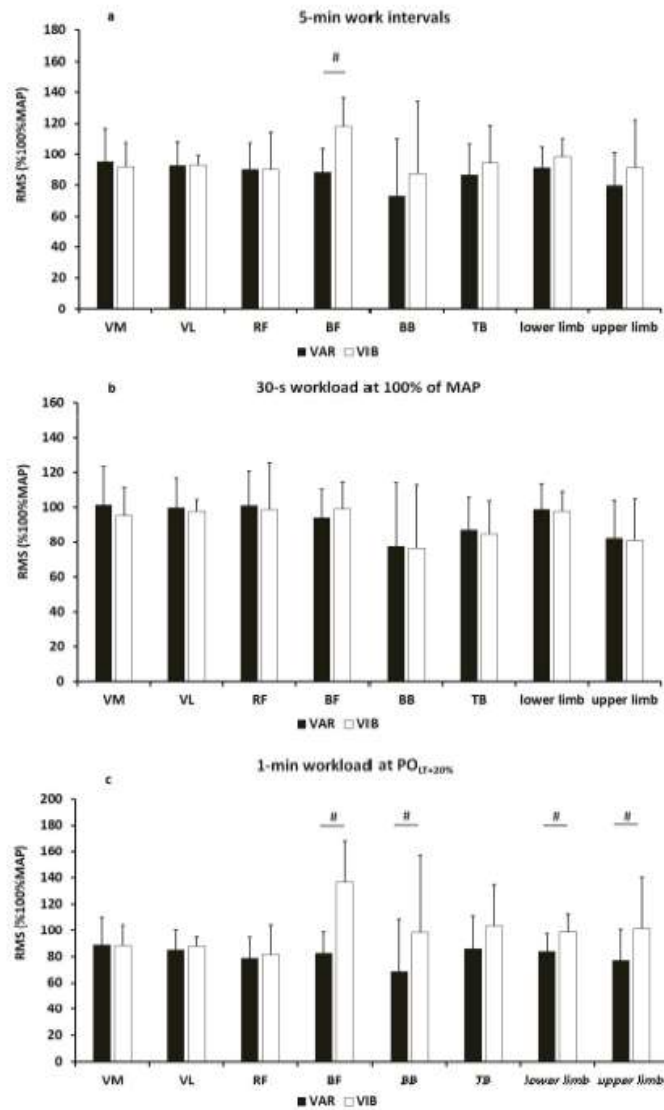 a
5-min work intervals
RMS (%100%MAP)
180
160
140
120
100
80
60
40
20
0
#
VM VL RF BF BB TB lower limb upper limb
VAR VIB
b
30-s workload at 100% of MAP
RMS (%100%MAP)
160
140
120
100
80
60
40
20
0
VM VL RF BF BB TB lower limb upper limb
VAR VIB
c
1-min workload at PO LT+20%
RMS (%100%MAP)
200
180
160
140
120
100
80
60
40
20
0
# # # #
VM VL RF BF BB TB lower limb upper limb
VAR VIB